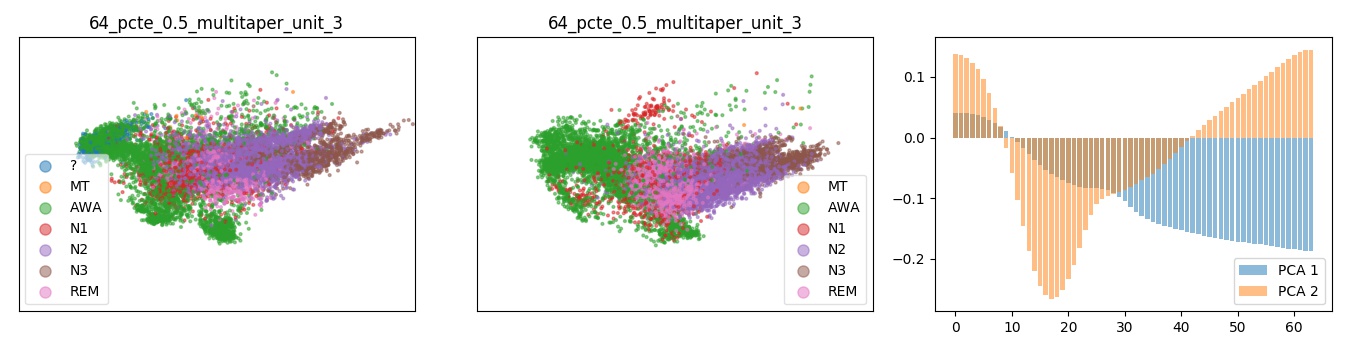 64_pcte_0.5_multitaper_unit_3
?
MT
AWA
N1
N2
N3
REM
64_pcte_0.5_multitaper_unit_3
MT
AWA
N1
N2
N3
REM
0.1
0.0
−0.1
−0.2
0
10
20
30
40
50
60
PCA 1
PCA 2